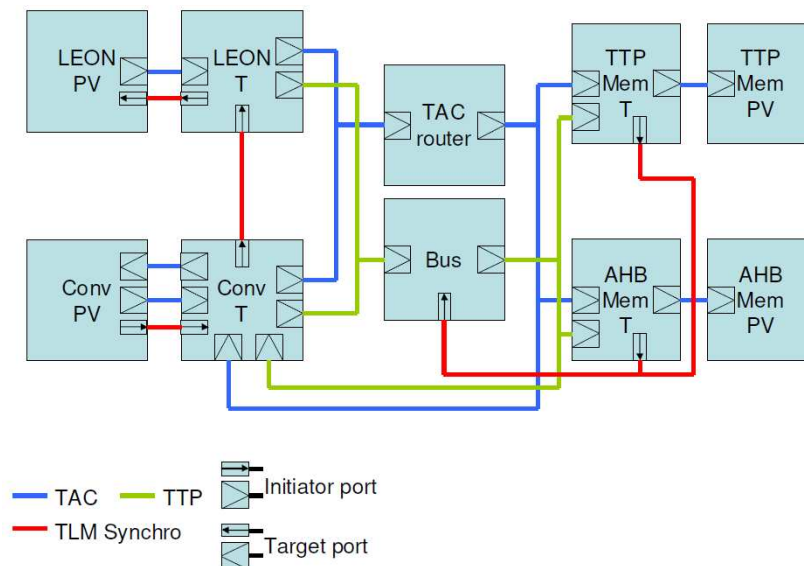 LEON
PV
LEON
T
TAC
router
TTP
Mem
T
TTP
Mem
PV
Conv
PV
Conv
T
Bus
AHB
Mem
T
AHB
Mem
PV
TAC
TTP
Initiator port
TLM Synchro
Target port